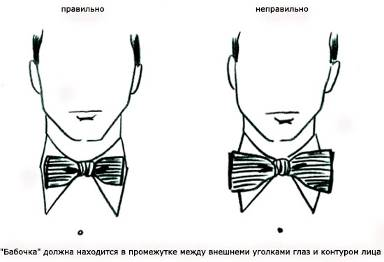 правильно
неправильно
"Бабочка" должна находится в промежутке между внешнеми уголками глаз и контуром лица